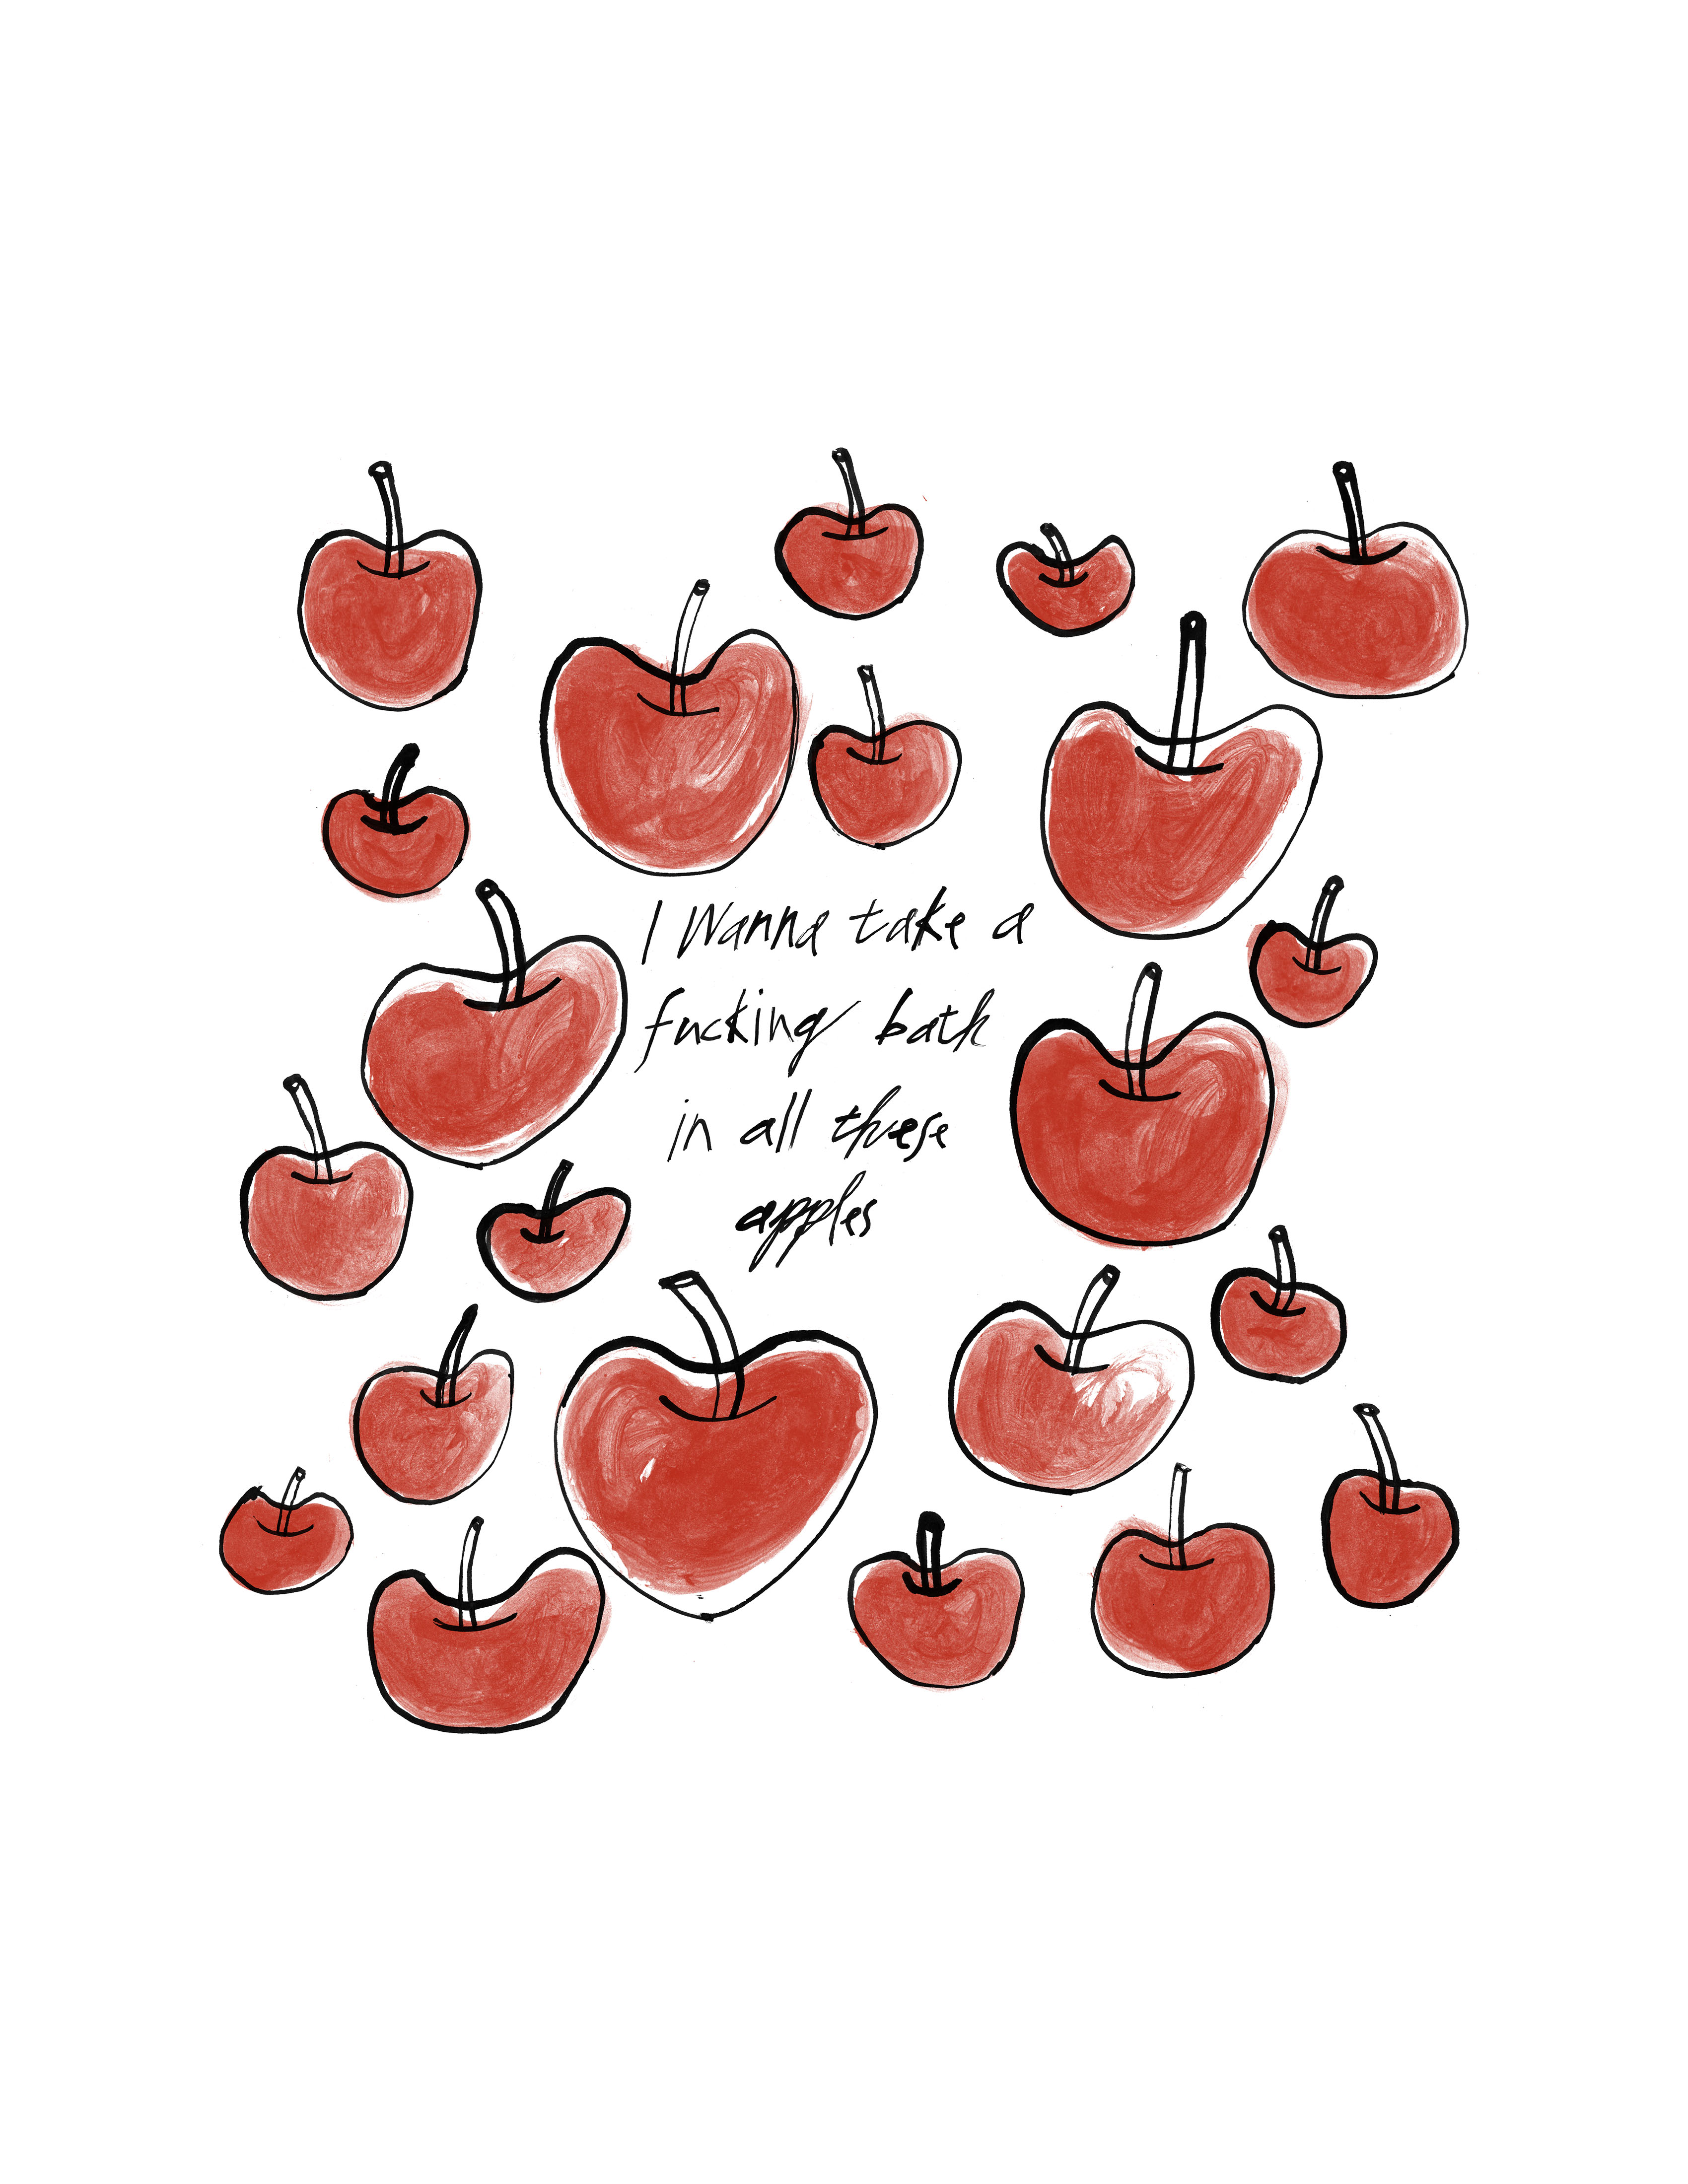 I Wanna take a
fucking bath
in all these
apples